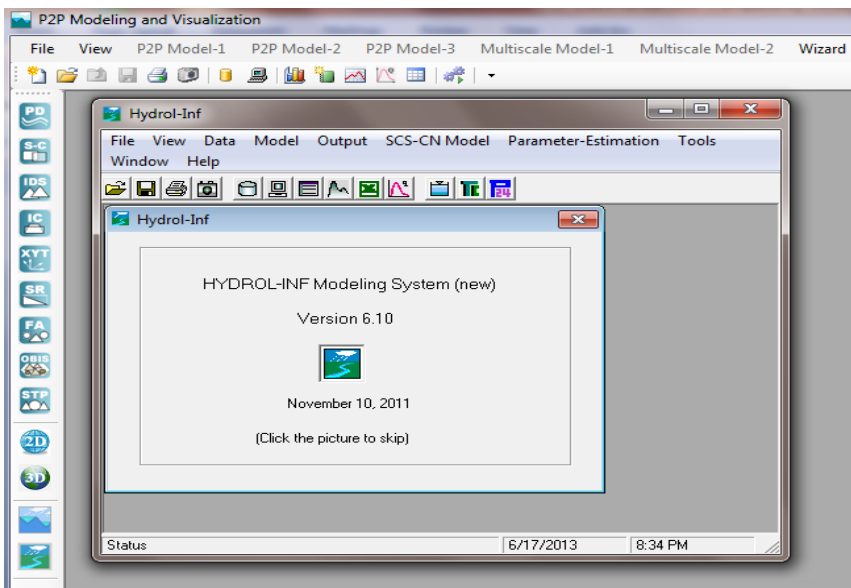 P2P Modeling and Visualization
File View P2P Model-1 P2P Model-2 P2P Model-3 Multiscale Model-1 Multiscale Model-2 Wizard
PD
S-C
IDS
IC
XYT
SR
FA
OBIS
STP
2D
3D
Hydrol-Inf
File View Data Model Output SCS-CN Model Parameter-Estimation Tools
Window Help
24
Hydrol-Inf
HYDROL-INF Modeling System (new)
Version 6.10
November 10, 2011
(Click the picture to skip)
Status 6/17/2013 8:34 PM